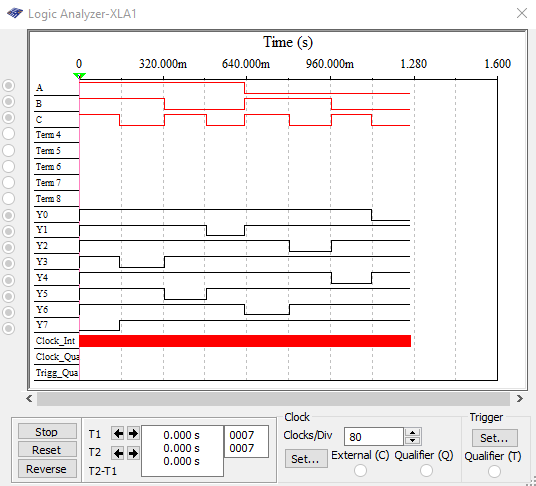 Logic Analyzer-XLA1
Time (s)
0 320.000m 640.000m 960.000m 1.280 1.600
A
B
C
Term 4
Term 5
Term 6
Term 7
Term 8
Y0
Y1
Y2
Y3
Y4
Y5
Y6
Y7
Clock_Int
Clock_Qua
Trigg_Qua
Stop
Reset
Reverse
T1 0.000 s 0007
T2 0.000 s 0007
T2-T1 0.000 s
Clock
Clocks/Div 80
Set... External (C) Qualifier (Q)
Trigger
Set...
Qualifier (T)